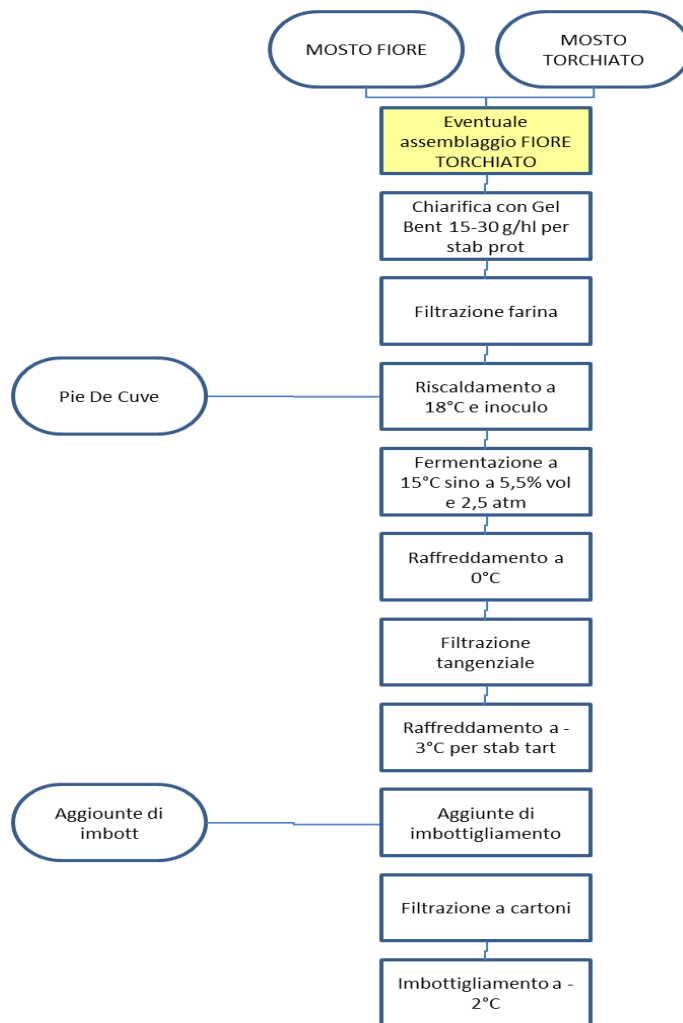 MOSTO FIORE
MOSTO
TORCHIATO
Eventuale
assemblaggio FIORE
TORCHIATO
Chiarifica con Gel
Bent 15-30 g/hl per
stab prot
Filtrazione farina
Pie De Cuve
Riscaldamento a
18°C e inoculo
Fermentazione a
15°C sino a 5,5% vol
e 2,5 atm
Raffreddamento a
0°C
Filtrazione
tangenziale
Raffreddamento a -
3°C per stab tart
Aggiounte di
imbott
Aggiunte di
imbottigliamento
Filtrazione a cartoni
Imbottigliamento a -
2°C